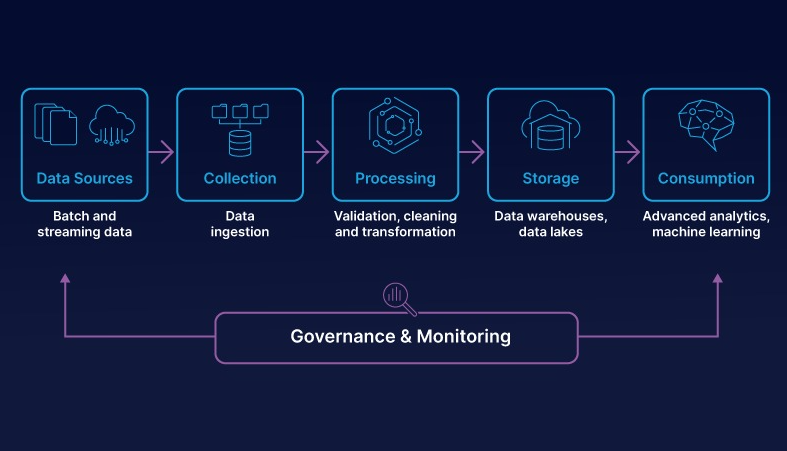 Data Sources
Batch and
streaming data
Collection
Data
ingestion
Processing
Validation, cleaning
and transformation
Storage
Data warehouses,
data lakes
Consumption
Advanced analytics,
machine learning
Governance & Monitoring